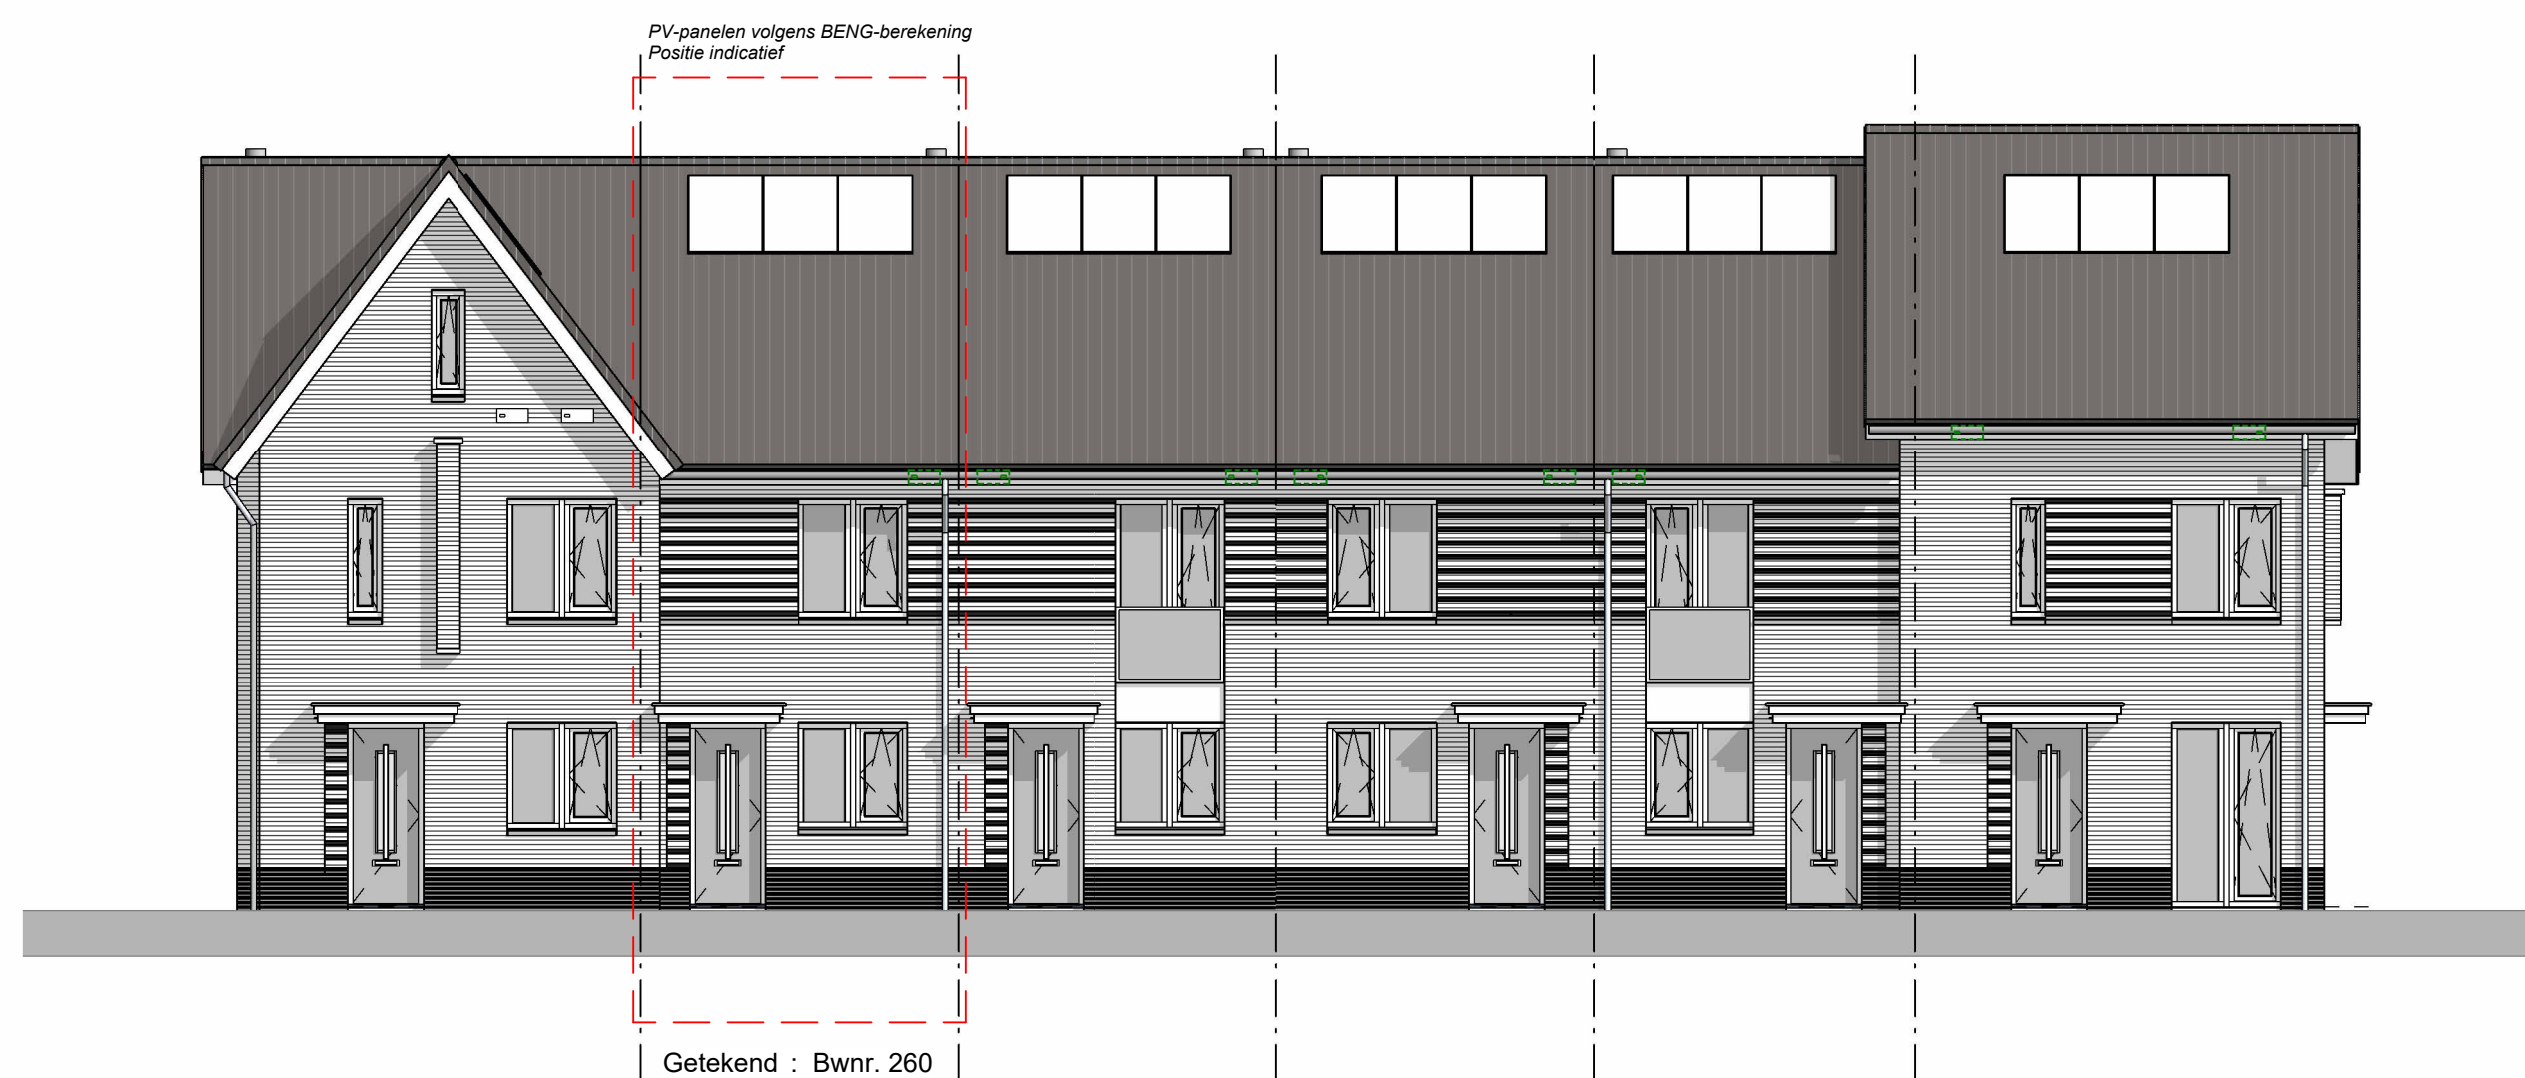 PV-panelen volgens BENG-berekening
Positie indicatief
Getekend : Bwnr. 260